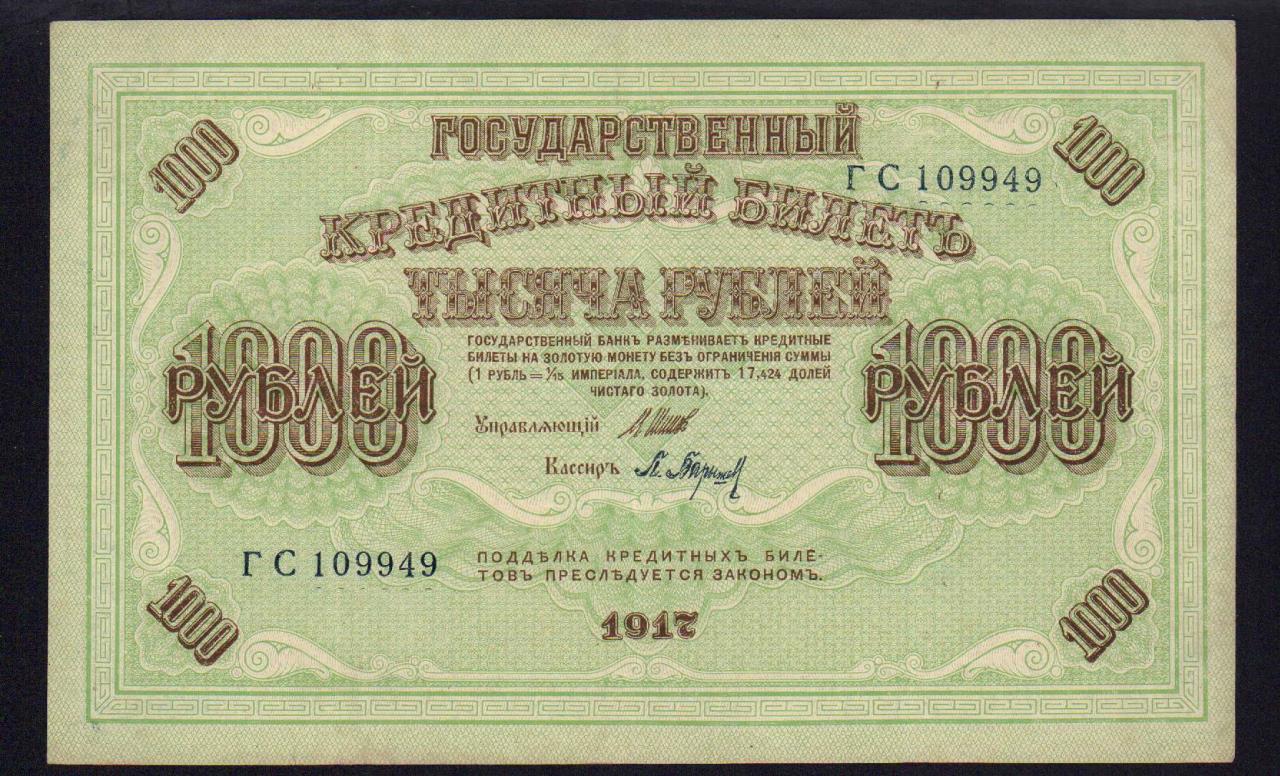 1000
1000
ГОСУДАРСТВЕННЫЙ
ГС 109949
КРЕДИТНЫЙ БИЛЕТЪ
ТЫСЯЧА РУБЛЕЙ
1000
РУБЛЕЙ
1000
РУБЛЕЙ
ГОСУДАРСТВЕННЫЙ БАНКЪ РАЗМѢНИВАЕТЪ КРЕДИТНЫЕ
БИЛЕТЫ НА ЗОЛОТУЮ МОНЕТУ БЕЗЪ ОГРАНИЧЕНІЯ СУММЫ
(1 РУБЛЬ = 1/15 ИМПЕРІАЛА, СОДЕРЖИТЪ 17,424 ДОЛЕЙ
ЧИСТАГО ЗОЛОТА).
Управляющій
Кассиръ
ГС 109949
ПОДДѢЛКА КРЕДИТНЫХЪ БИЛЕ-
ТОВЪ ПРЕСЛѢДУЕТСЯ ЗАКОНОМЪ.
1917
1000
1000